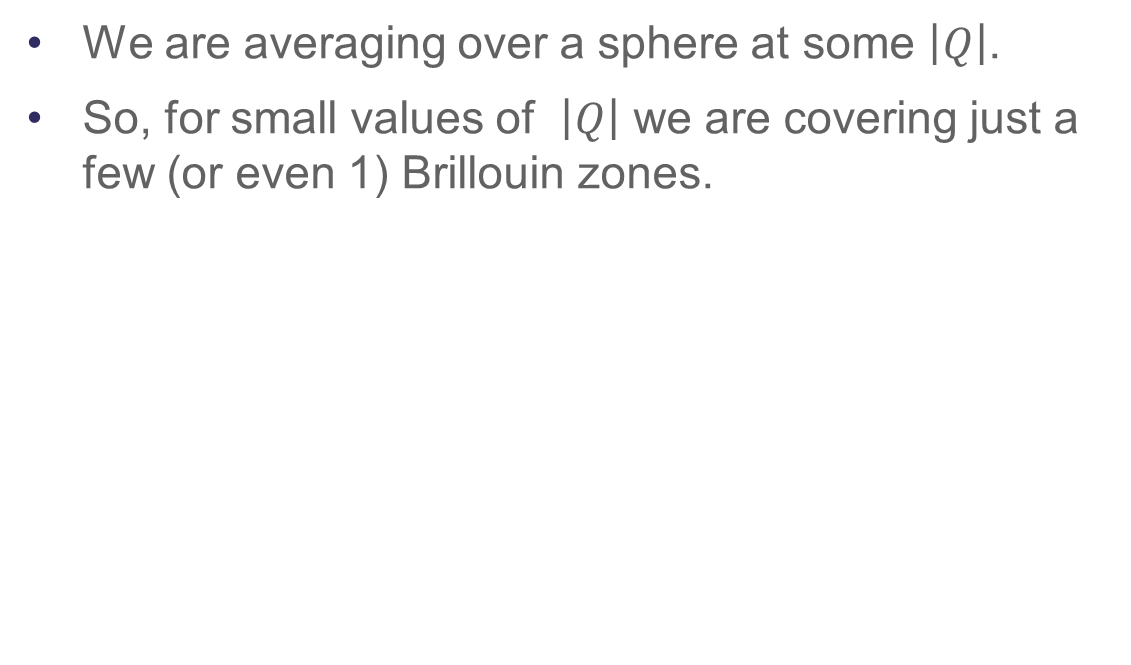 • We are averaging over a sphere at some |Q|.
• So, for small values of |Q| we are covering just a
few (or even 1) Brillouin zones.